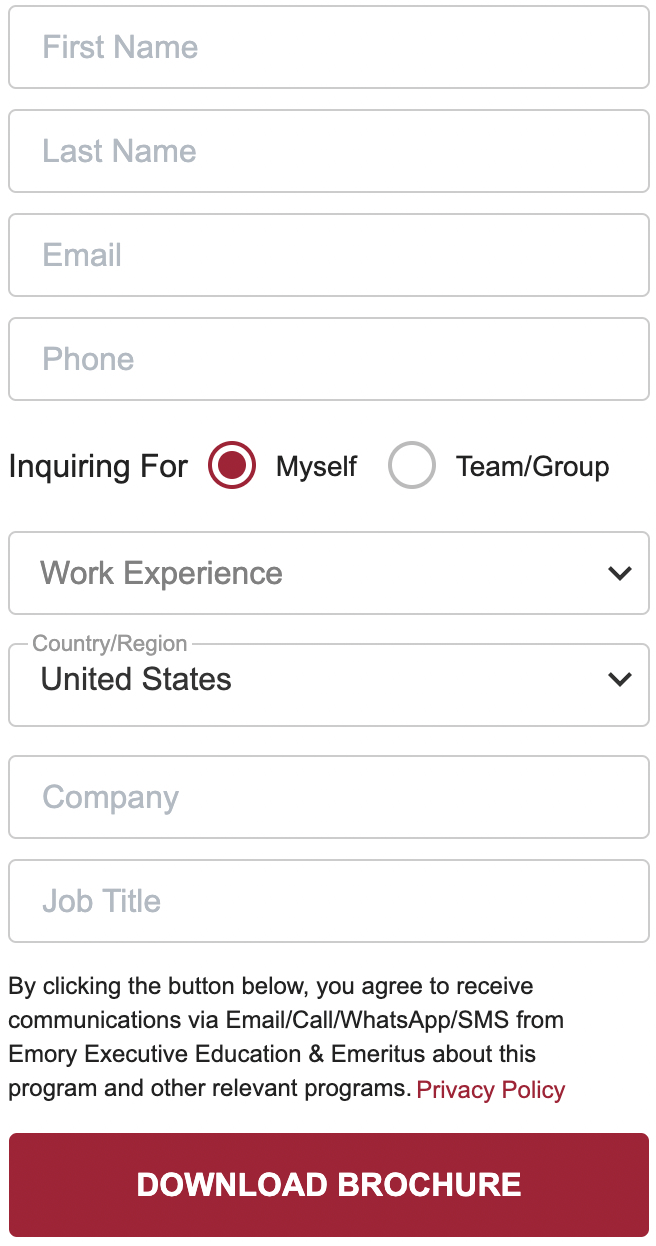 First Name
Last Name
Email
Phone
Inquiring For Myself Team/Group
Work Experience
Country/Region
United States
Company
Job Title
By clicking the button below, you agree to receive
communications via Email/Call/WhatsApp/SMS from
Emory Executive Education & Emeritus about this
program and other relevant programs. Privacy Policy
DOWNLOAD BROCHURE